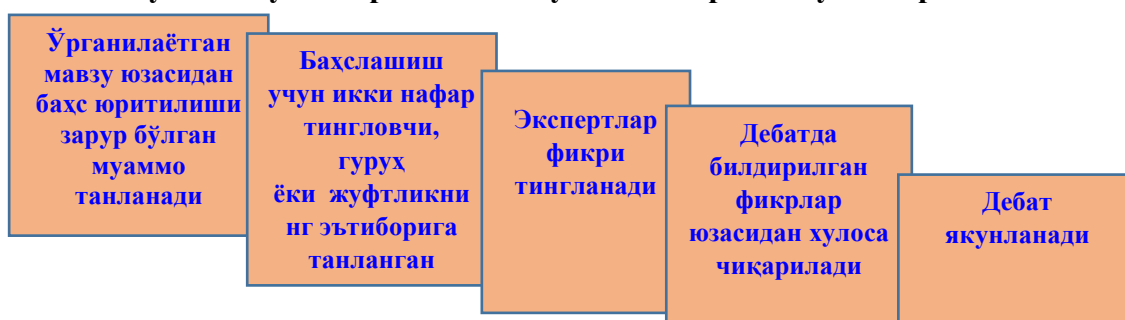 Ўрганилаётган
мавзу юзасидан
баҳс юритилиши
зарур бўлган
муаммо
танланади
Баҳслашиш
учун икки нафар
тингловчи,
гуруҳ
ёки жуфтликни
нг эътиборига
танланган
Экспертлар
фикри
тингланади
Дебатда
билдирилган
фикрлар
юзасидан хулоса
чиқарилади
Дебат
якунланади